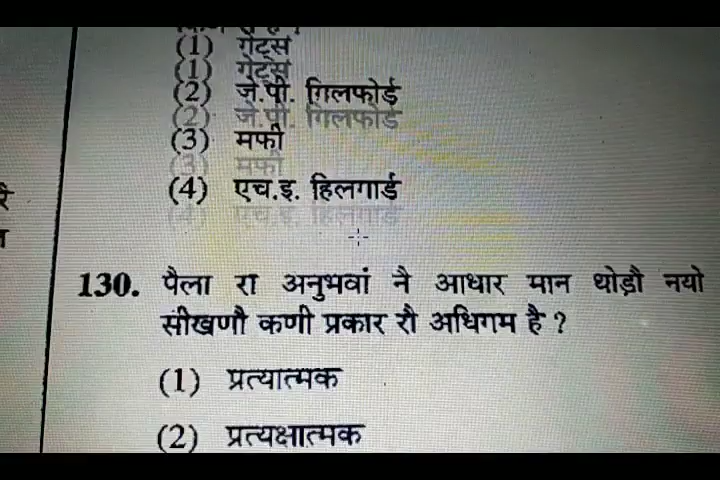 (1) गेट्स
(2) जे.पी. गिलफोर्ड
(3) मर्फी
(4) एच.इ. हिलगार्ड
130. पैला रा अनुभवां नै आधार मान थोड़ौ नयो
सीखणौ कणी प्रकार रौ अधिगम है ?
(1) प्रत्यात्मक
(2) प्रत्यक्षात्मक